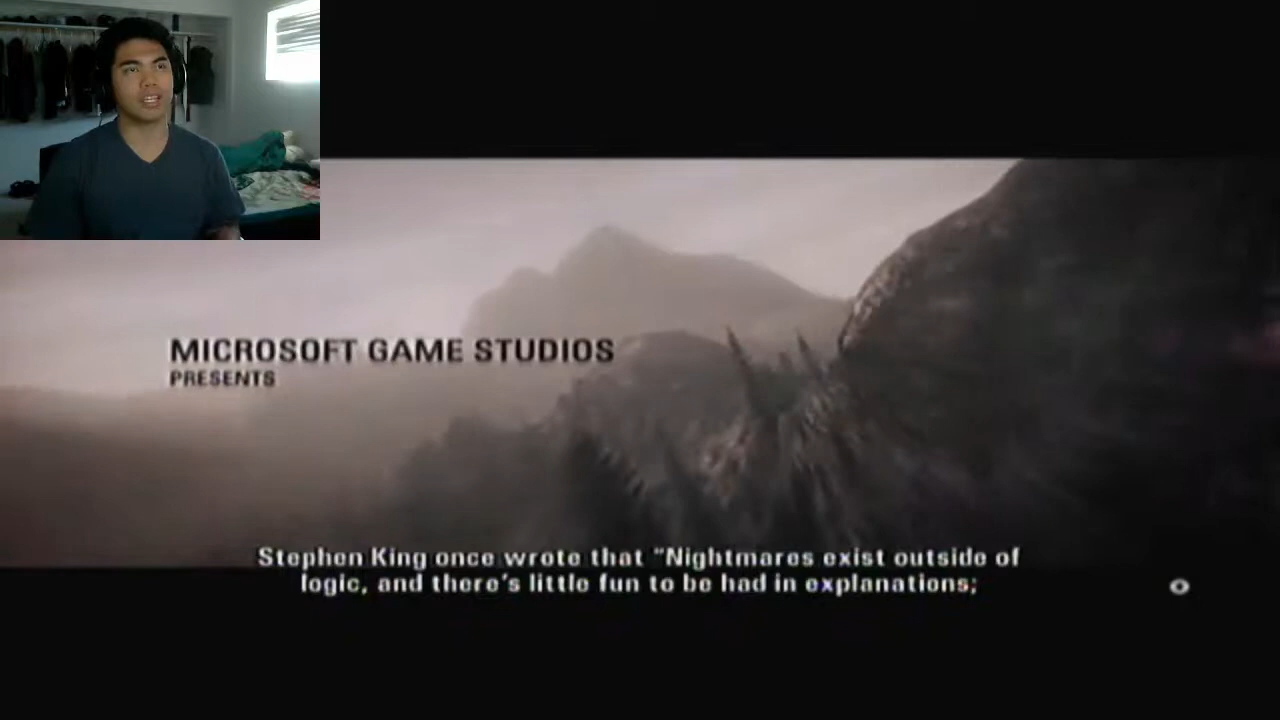 MICROSOFT GAME STUDIOS
PRESENTS
Stephen King once wrote that "Nightmares exist outside of
logic, and there's little fun to be had in explanations;